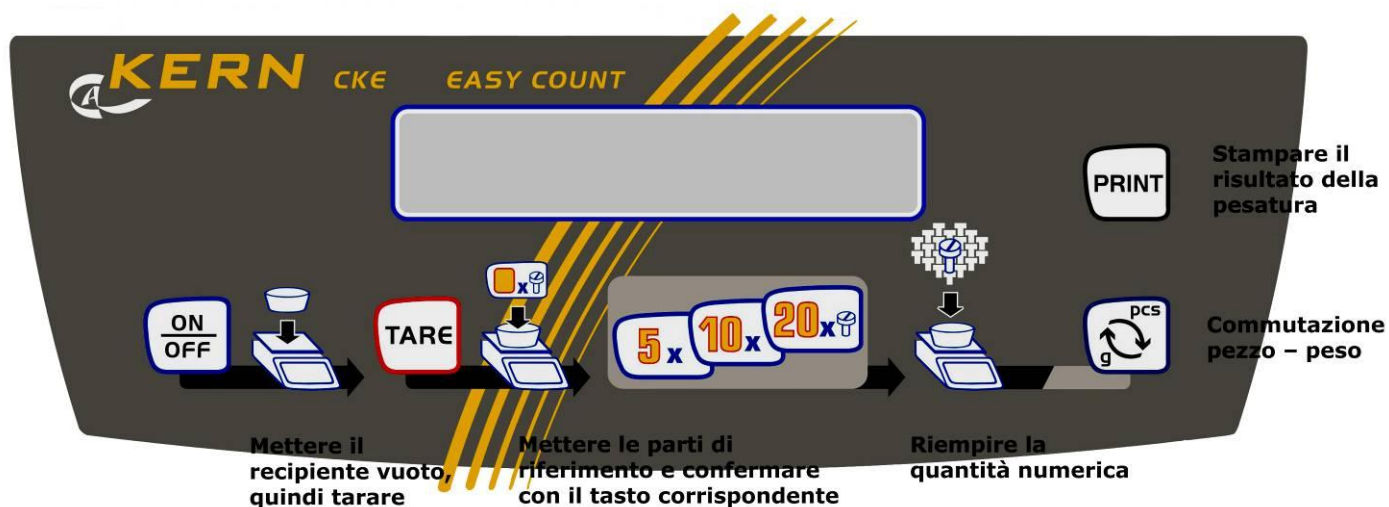 KERN CKE EASY COUNT
PRINT
Stampare il
risultato della
pesatura
ON
OFF
TARE
x
5x
10x
20x
pcs
g
Commutazione
pezzo – peso
Mettere il
recipiente vuoto,
quindi tarare
Mettere le parti di
riferimento e confermare
con il tasto corrispondente
Riempire la
quantità numerica